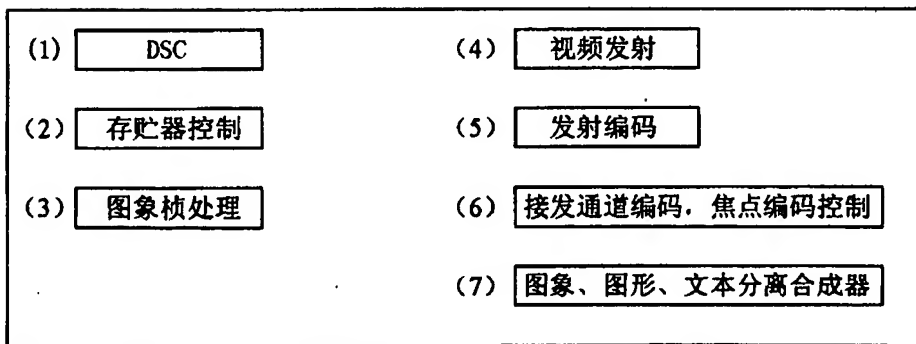 (1) DSC
(2) 存贮器控制
(3) 图象桢处理
(4) 视频发射
(5) 发射编码
(6) 接发通道编码，焦点编码控制
(7) 图象、图形、文本分离合成器